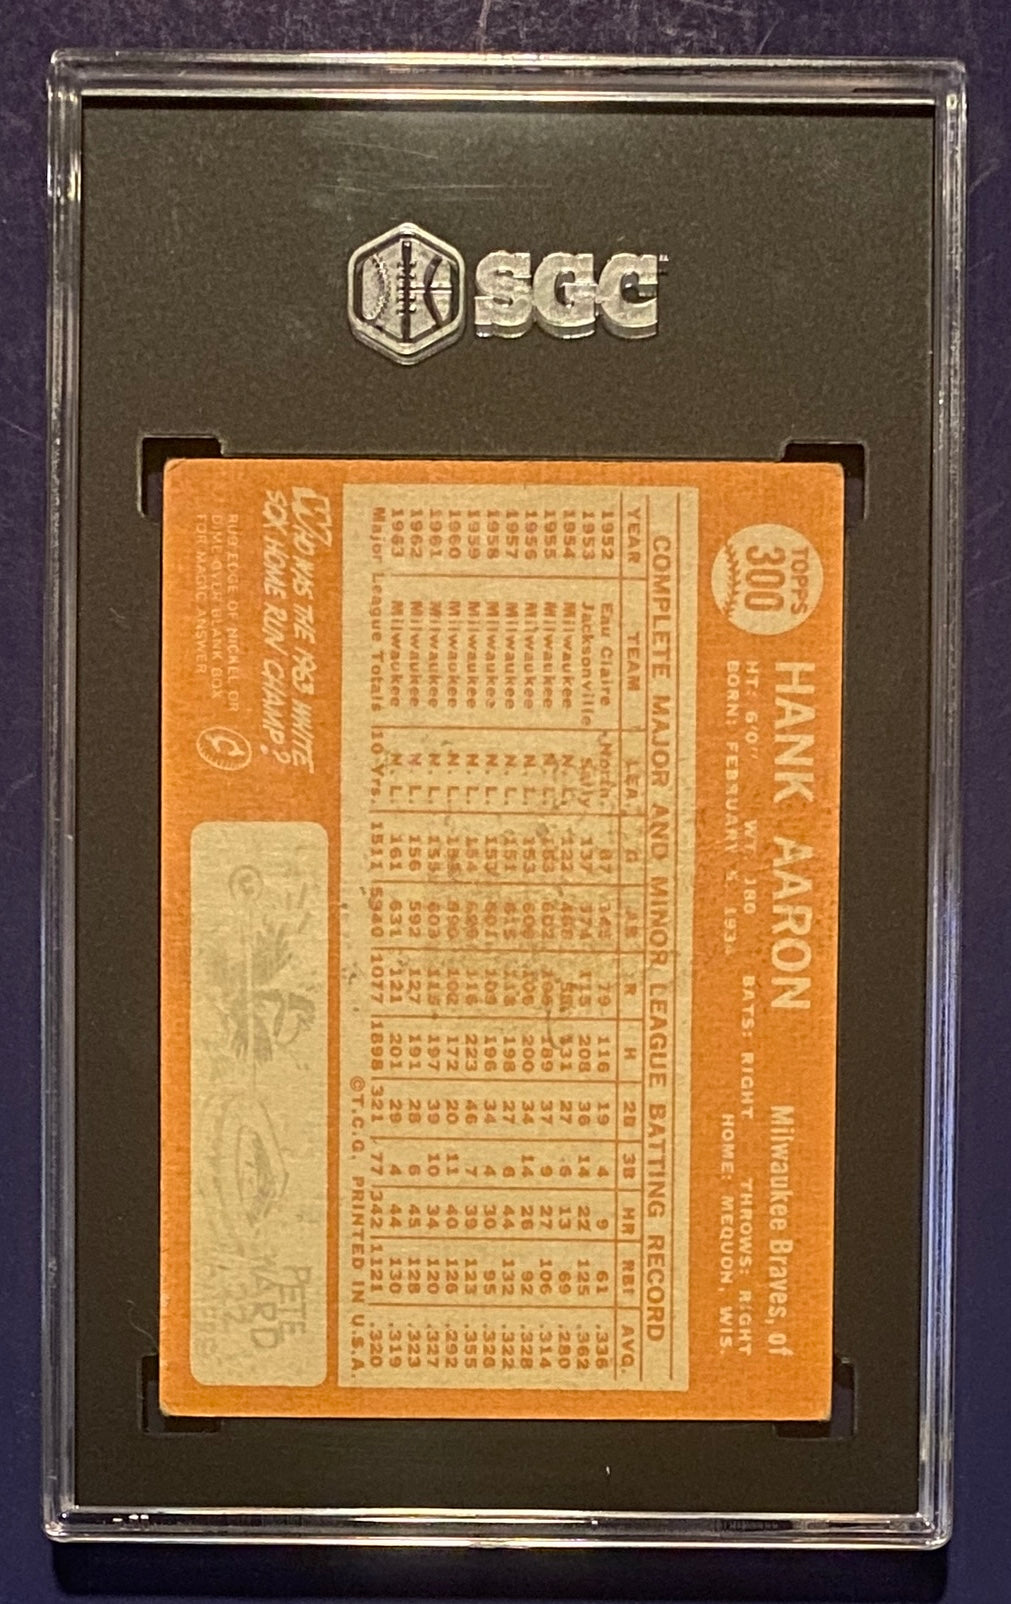 SGC
TOPPS
300
HANK AARON Milwaukee Braves, of
HT: 6'0" WT: 180 BATS: RIGHT THROWS: RIGHT
BORN: FEBRUARY 5, HOME: MEQUON, WIS.
COMPLETE MAJOR AND MINOR LEAGUE BATTING RECORD
YEAR TEAM LEA. G AB R H 2B 3B HR RBI AVG.
1952 Eau Claire North. 87 345 79 116 19 4 9 61 .336
1953 Jacksonville Sally 137 574 115 208 36 14 22 125 .362
1954 Milwaukee N. L. 122 468 58 131 27 6 13 69 .280
1955 Milwaukee N. L. 153 602 105 189 37 9 27 106 .314
1956 Milwaukee N. L. 153 609 106 200 34 14 26 92 .328
1957 Milwaukee N. L. 151 615 118 198 27 6 44 132 .322
1958 Milwaukee N. L. 153 601 109 196 34 4 30 95 .326
1959 Milwaukee N. L. 154 629 116 223 46 7 39 123 .355
1960 Milwaukee N. L. 153 590 102 172 20 11 40 126 .292
1961 Milwaukee N. L. 155 603 115 197 39 10 34 120 .327
1962 Milwaukee N. L. 156 592 127 191 28 6 45 128 .323
1963 Milwaukee N. L. 161 631 121 201 29 4 44 130 .319
Major League Totals 10 Yrs. 1511 5940 1077 1898 321 77 342 1121 .320
©T.C.G. PRINTED IN U.S.A.
WHO WAS THE 1963 WHITE
SOX HOME RUN CHAMP?
RUB EDGE OF NICKEL OR
DIME OVER BLANK BOX
FOR MAGIC ANSWER
PETE
WARD